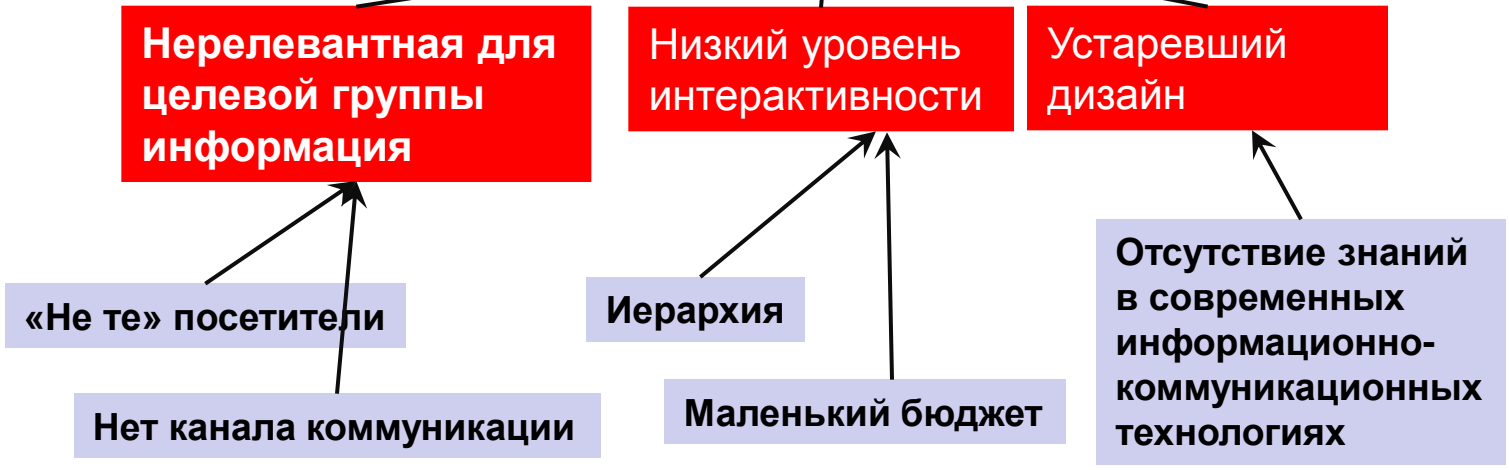 Нерелевантная для
целевой группы
информация
Низкий уровень
интерактивности
Устаревший
дизайн
«Не те» посетители
Нет канала коммуникации
Иерархия
Маленький бюджет
Отсутствие знаний
в современных
информационно-
коммуникационных
технологиях